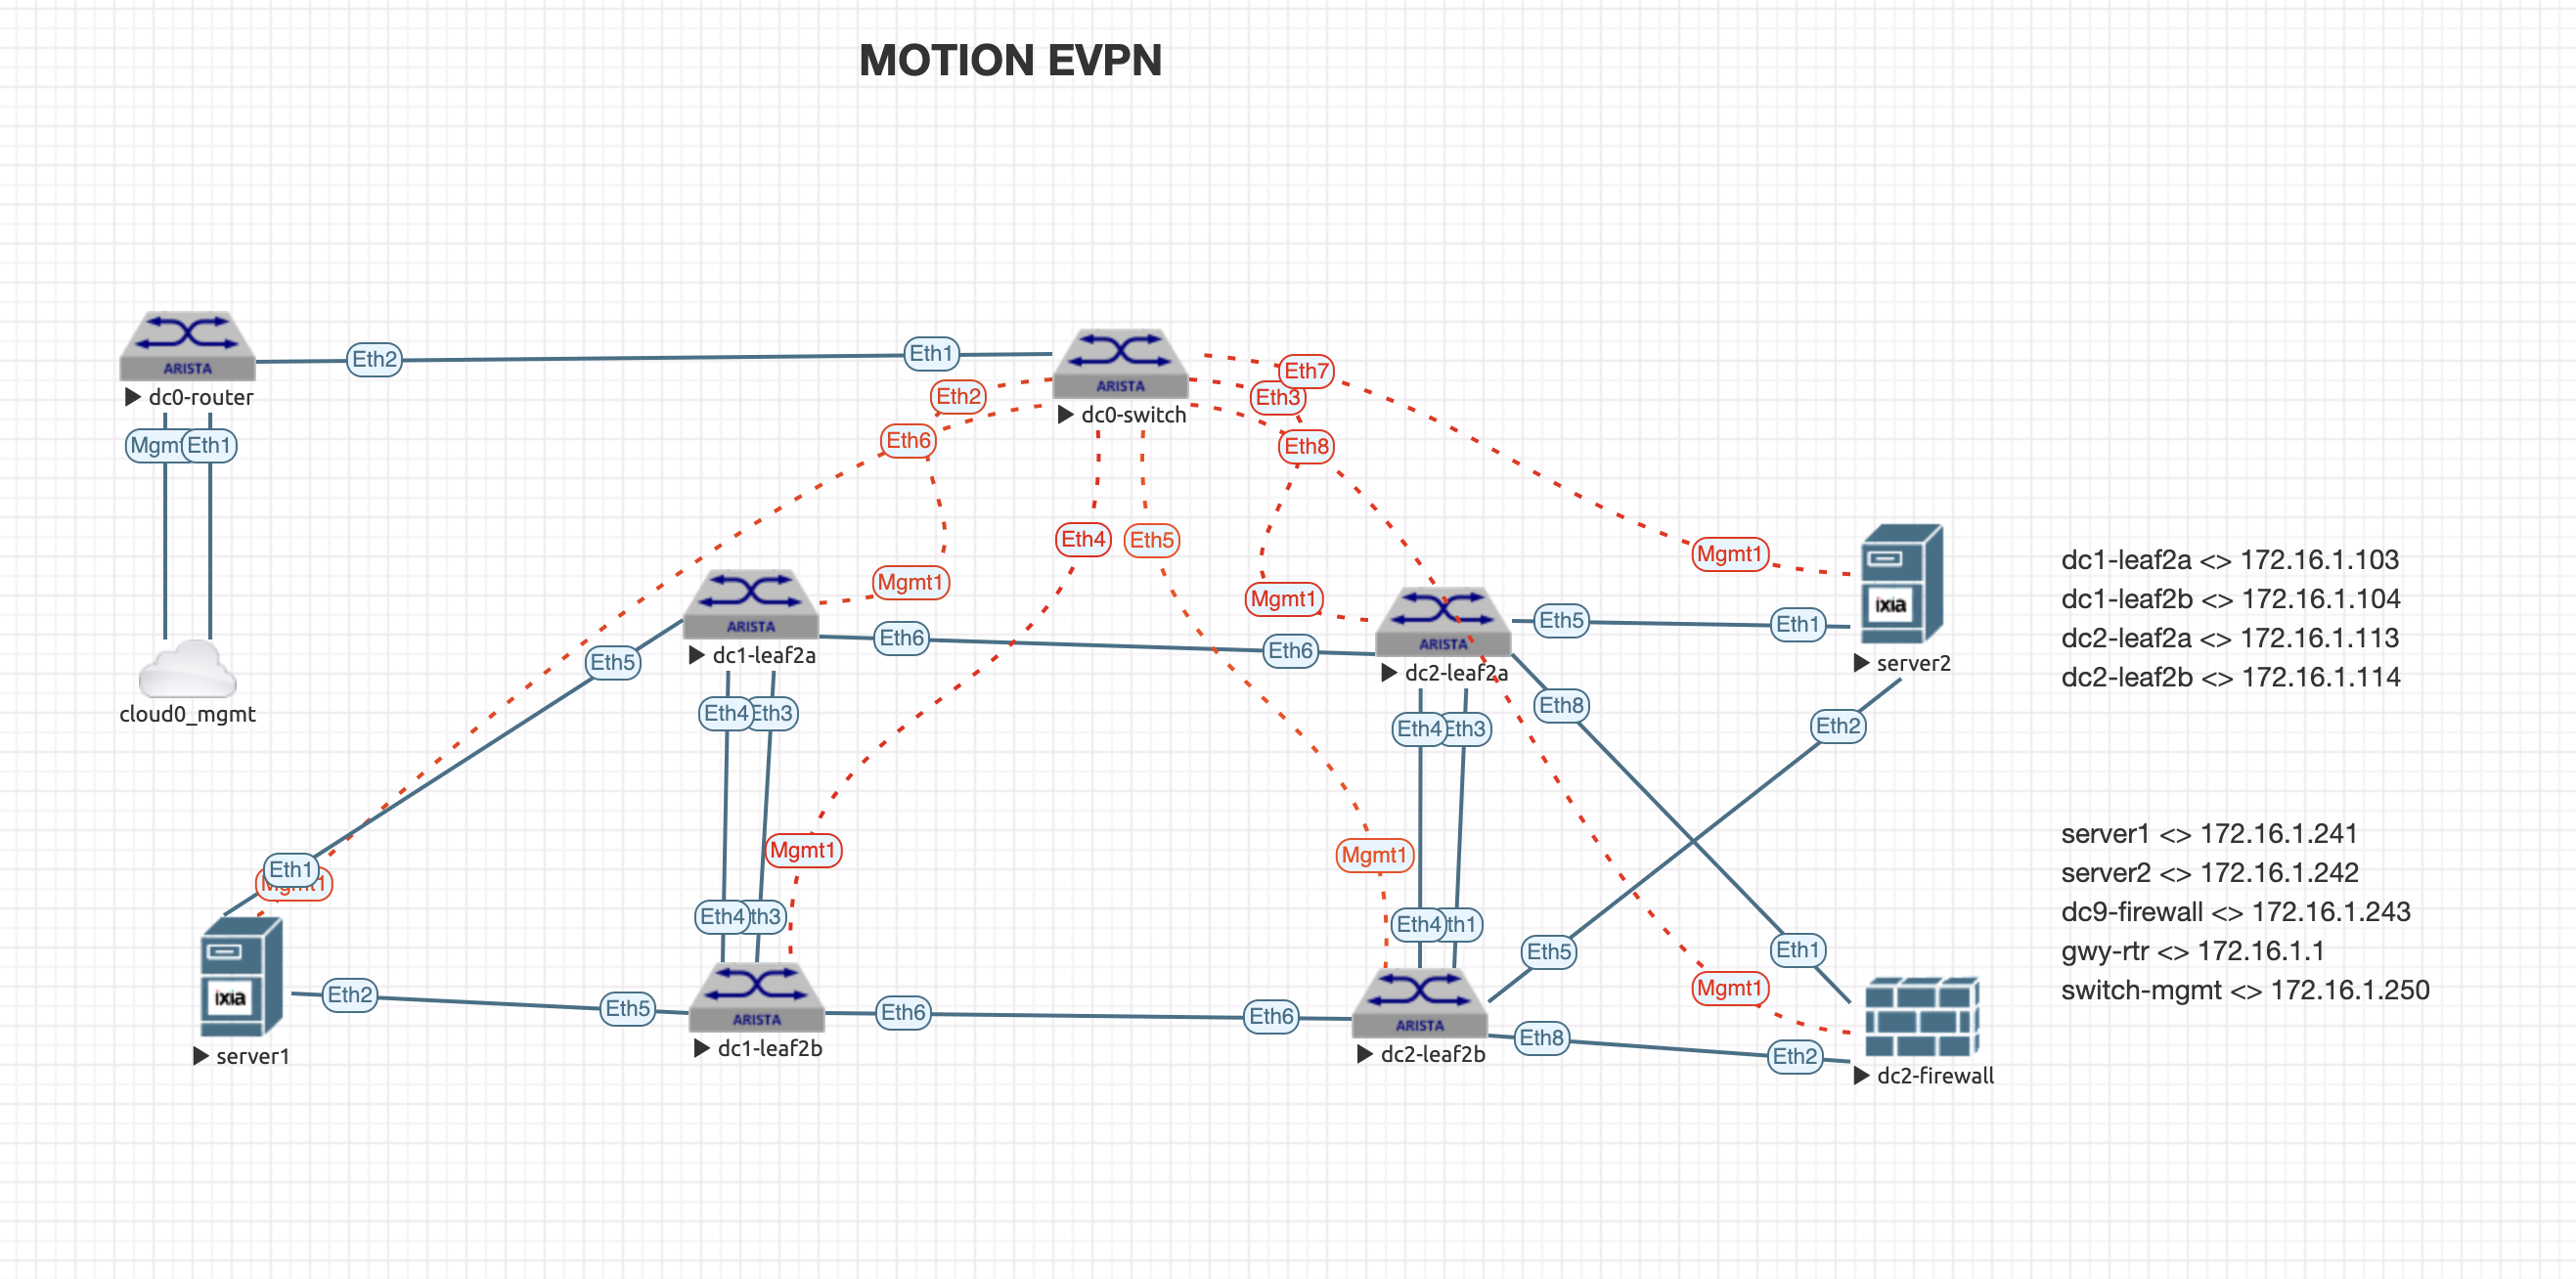 MOTION EVPN
ARISTA
dc0-router
Eth2
Eth1
ARISTA
dc0-switch
Mgmt
Eth1
cloud0_mgmt
Eth2
Eth6
Eth7
Eth3
Eth8
Eth4
Eth5
Mgmt1
Mgmt1
Mgmt1
ARISTA
dc1-leaf2a
Eth5
Eth6
Eth6
ARISTA
dc2-leaf2a
Eth5
Eth1
ixia
server2
Eth4
Eth3
Eth4
Eth3
Eth8
Eth2
Eth1
Mgmt1
Mgmt1
Mgmt1
Eth4
th3
Eth4
th1
Eth5
Eth1
Mgmt1
ixia
server1
Eth2
Eth5
ARISTA
dc1-leaf2b
Eth6
Eth6
ARISTA
dc2-leaf2b
Eth8
Eth2
dc2-firewall
dc1-leaf2a <> 172.16.1.103
dc1-leaf2b <> 172.16.1.104
dc2-leaf2a <> 172.16.1.113
dc2-leaf2b <> 172.16.1.114
server1 <> 172.16.1.241
server2 <> 172.16.1.242
dc9-firewall <> 172.16.1.243
gwy-rtr <> 172.16.1.1
switch-mgmt <> 172.16.1.250